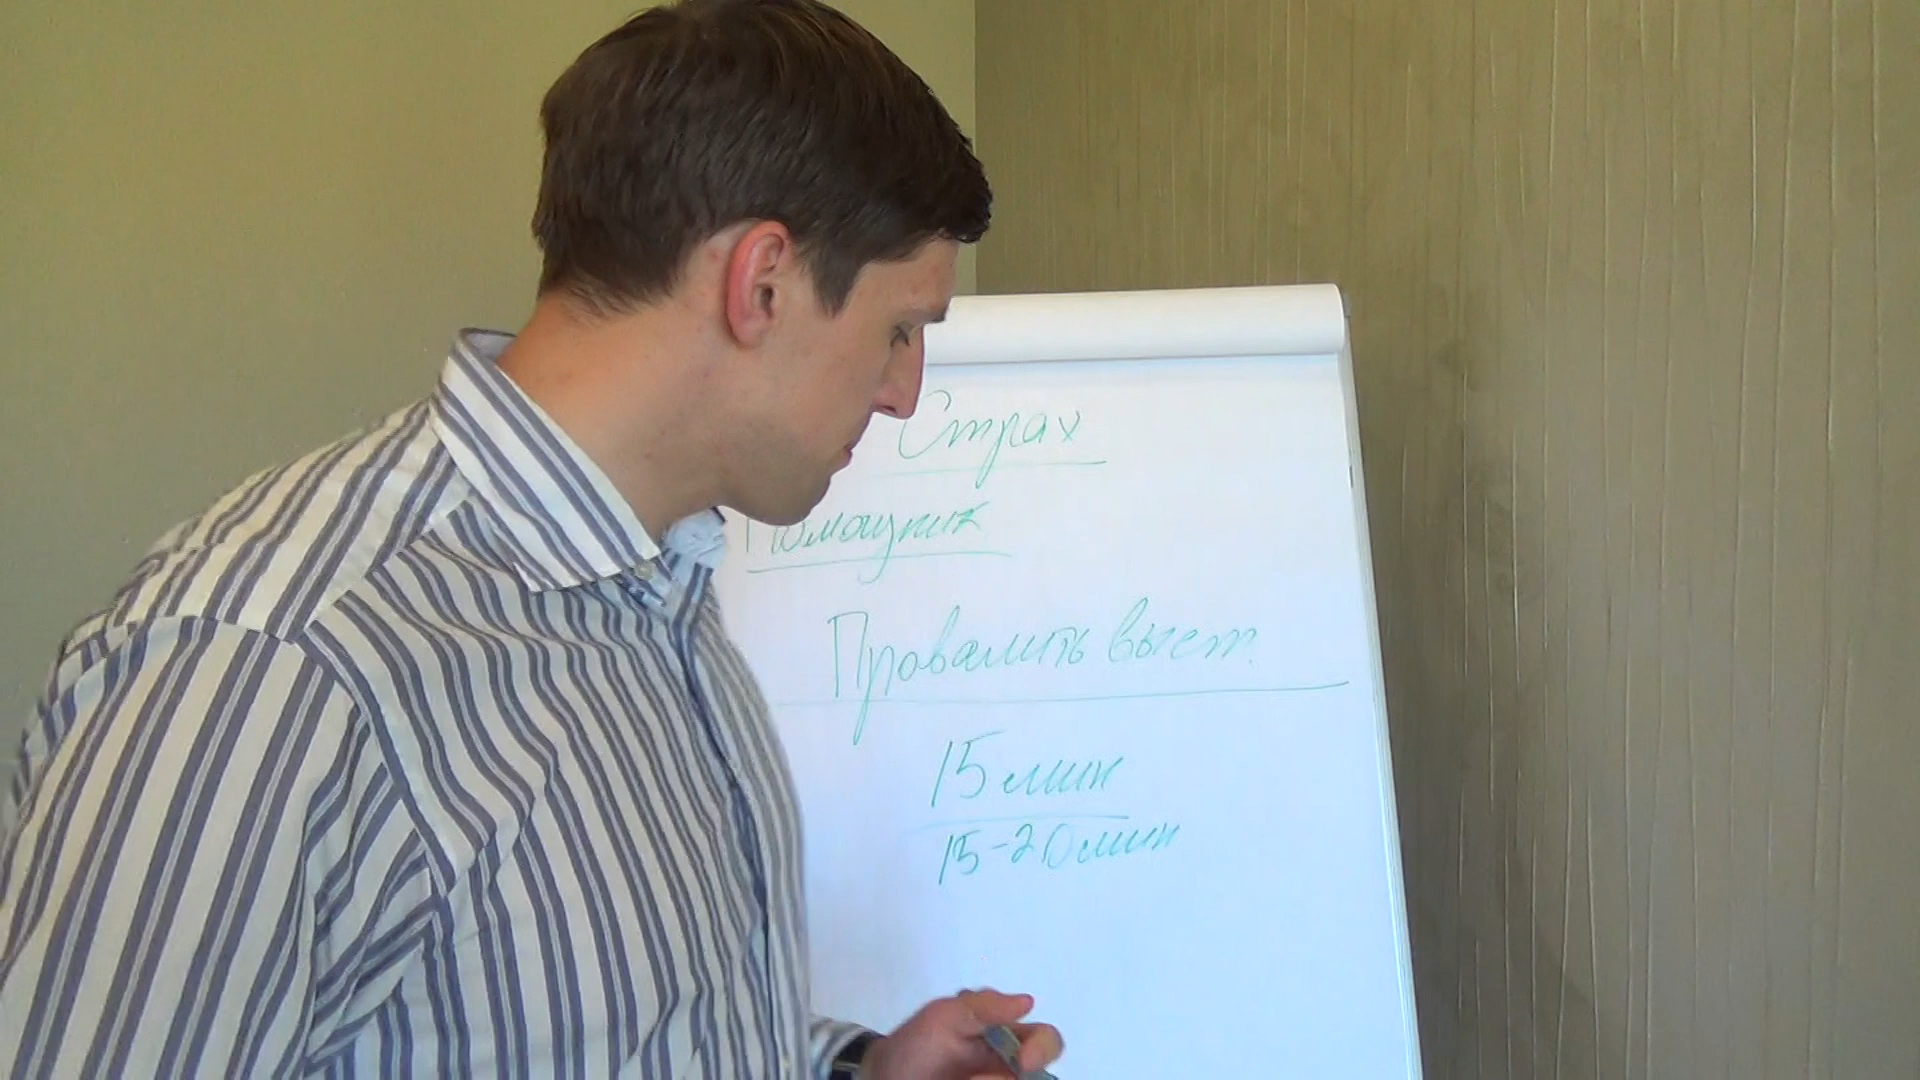 Страх
Помощник
Провалить выст.
15 мин
15-20 мин